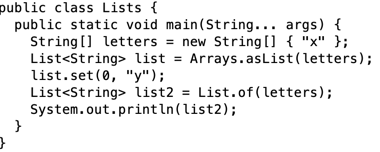 public class Lists {
  public static void main(String... args) {
    String[] letters = new String[] { "x" };
    List<String> list = Arrays.asList(letters);
    list.set(0, "y");
    List<String> list2 = List.of(letters);
    System.out.println(list2);
  }
}